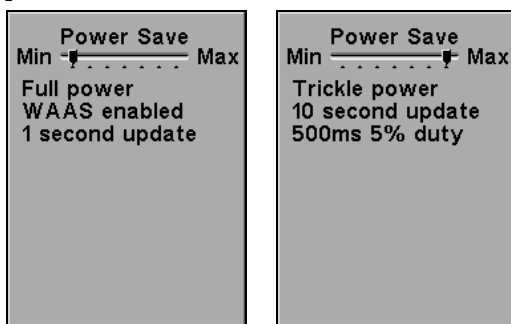 Power Save
Min Max
Full power
WAAS enabled
1 second update
Power Save
Min Max
Trickle power
10 second update
500ms 5% duty